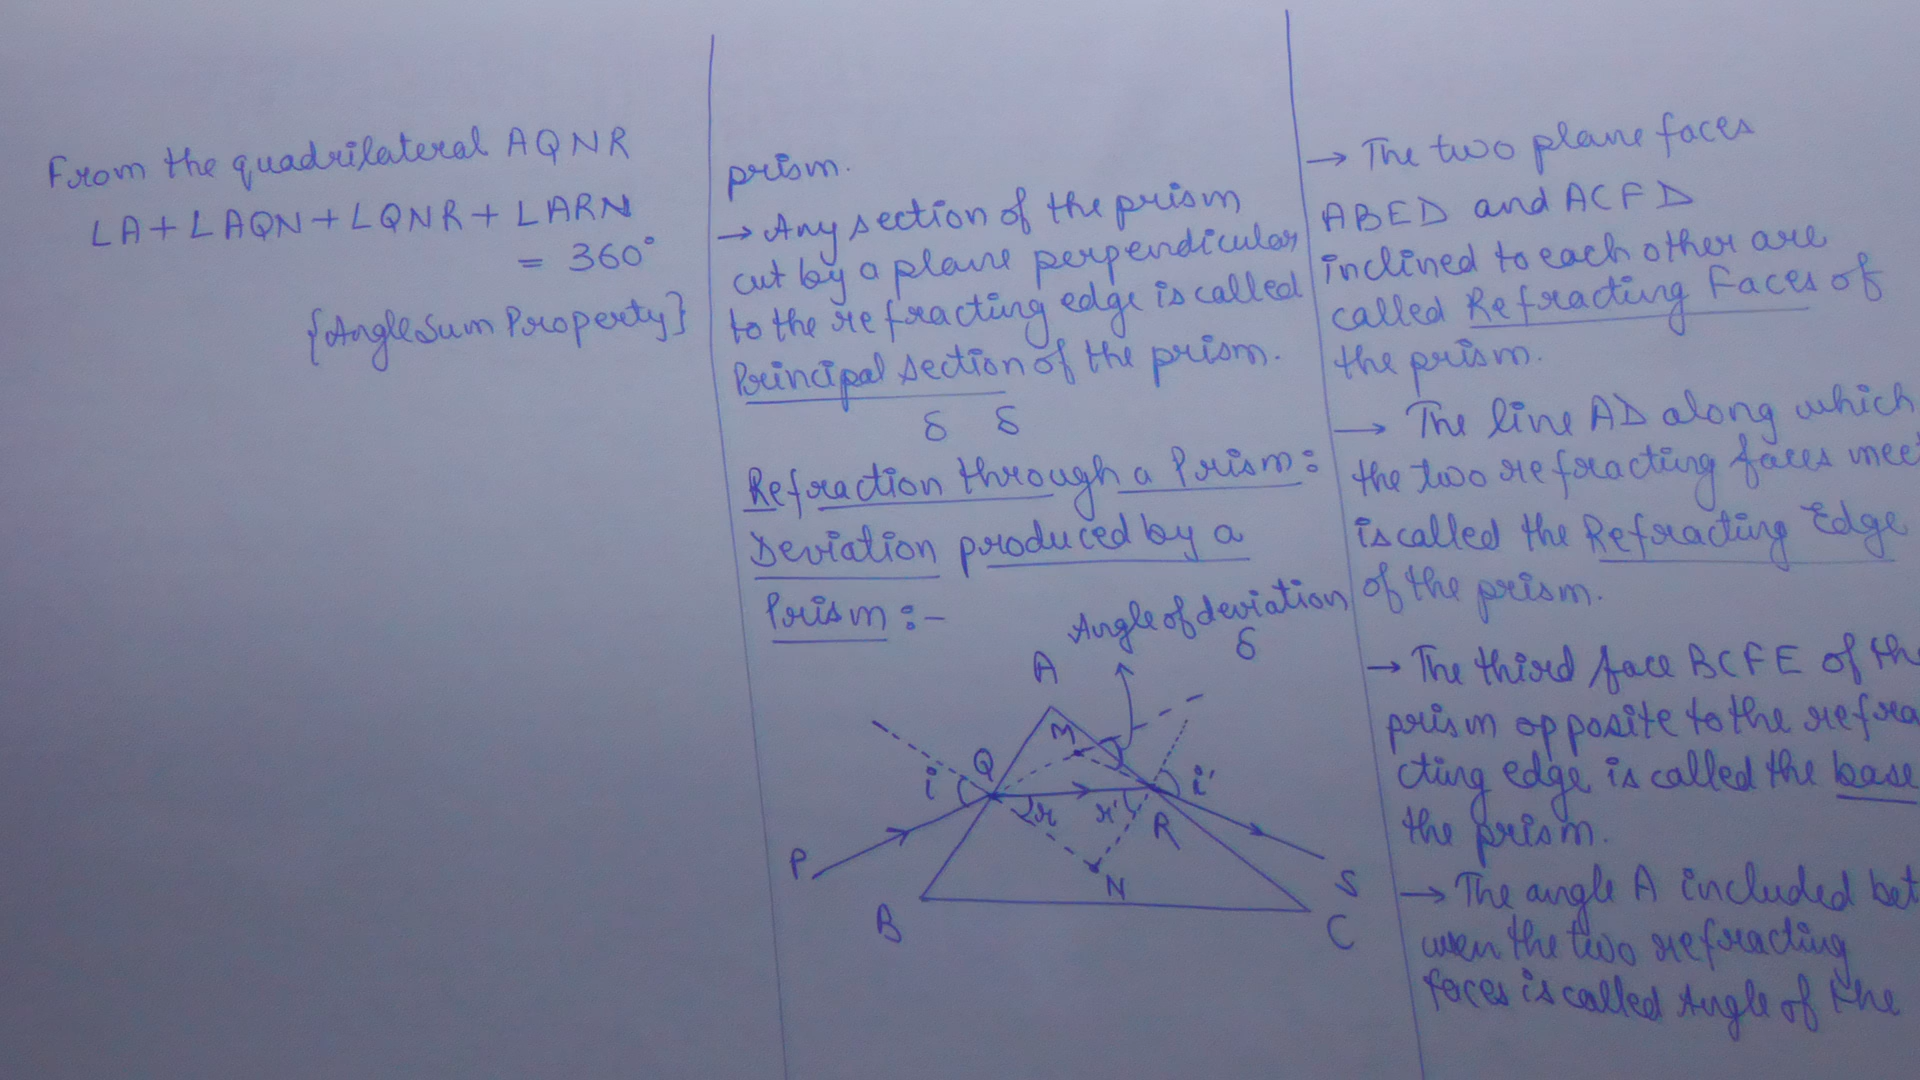 From the quadrilateral AQNR
∠A + ∠AQN + ∠QNR + ∠ARN
= 360°
{Angle Sum Property}
prism.
→ Any section of the prism
cut by a plane perpendicular
to the refracting edge is called
Principal section of the prism.
δ δ
Refraction through a Prism:
Deviation produced by a
Prism:-
Angle of deviation
δ
A
M
Q
i
i'
r
r'
R
P
N
S
B
C
→ The two plane faces
ABED and ACFD
inclined to each other are
called Refracting Faces of
the prism.
→ The line AD along which
the two refracting faces meet
is called the Refracting Edge
of the prism.
→ The third face BCFE of the
prism opposite to the refra
cting edge is called the base
the prism.
→ The angle A included bet
ween the two refracting
faces is called Angle of the